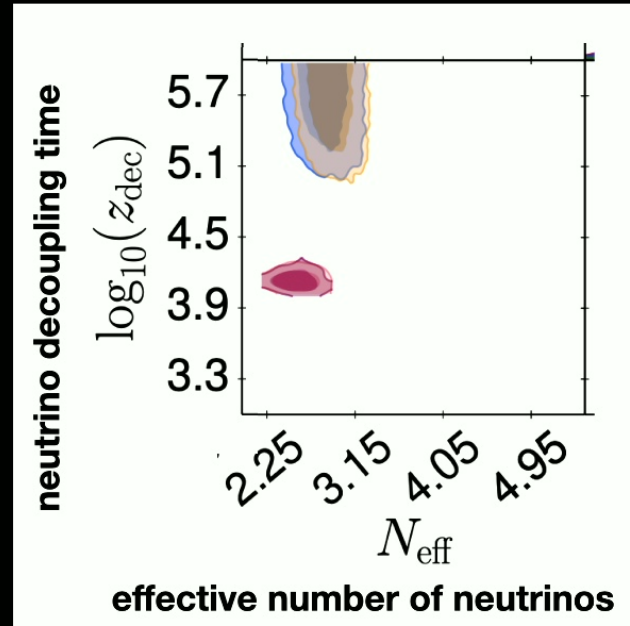 neutrino decoupling time
log10(zdec)
5.7
5.1
4.5
3.9
3.3
2.25
3.15
4.05
4.95
Neff
effective number of neutrinos